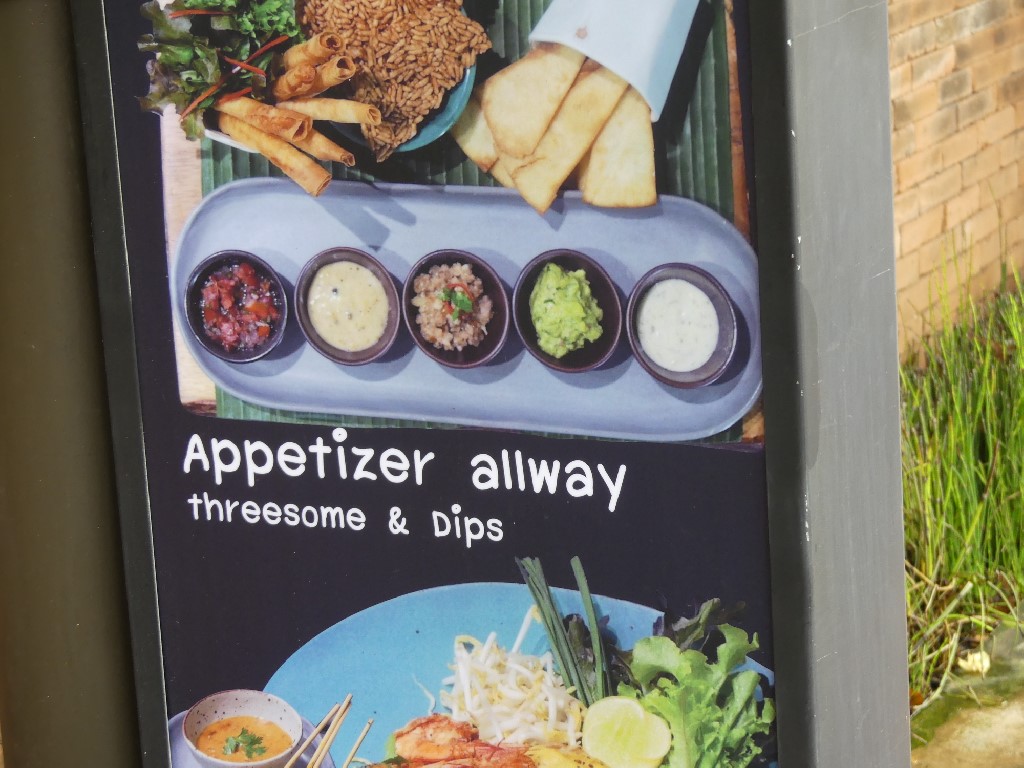 Appetizer allway
threesome & Dips